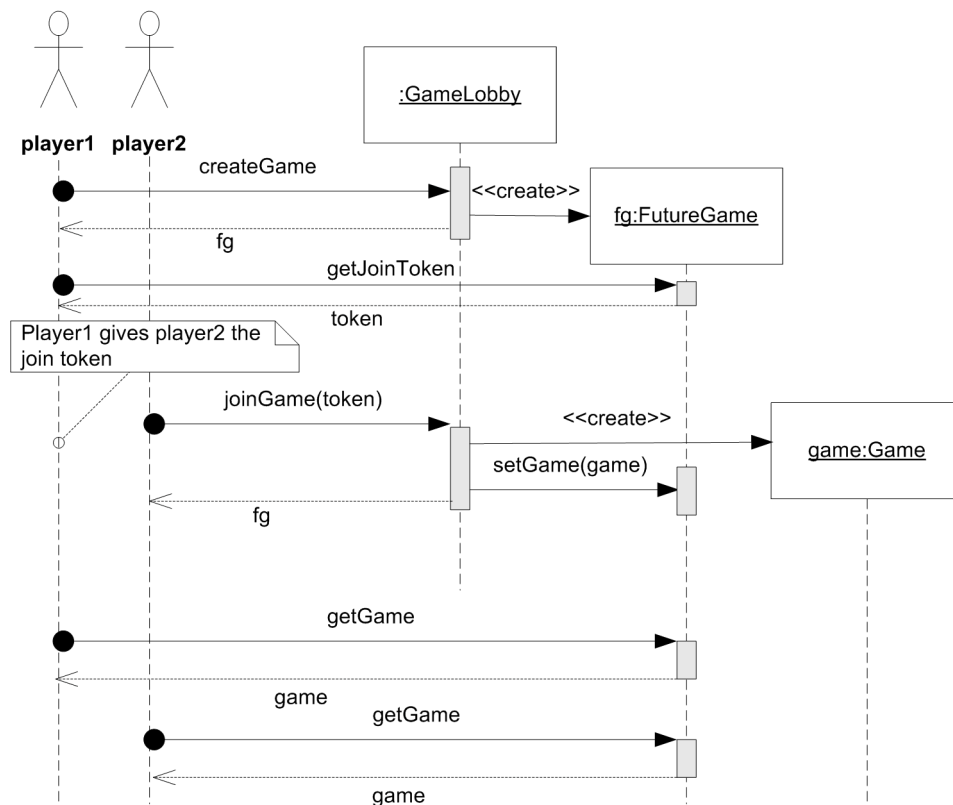 :GameLobby
player1 player2
createGame
<<create>>
fg:FutureGame
fg
getJoinToken
token
Player1 gives player2 the
join token
joinGame(token)
<<create>>
game:Game
setGame(game)
fg
getGame
game
getGame
game